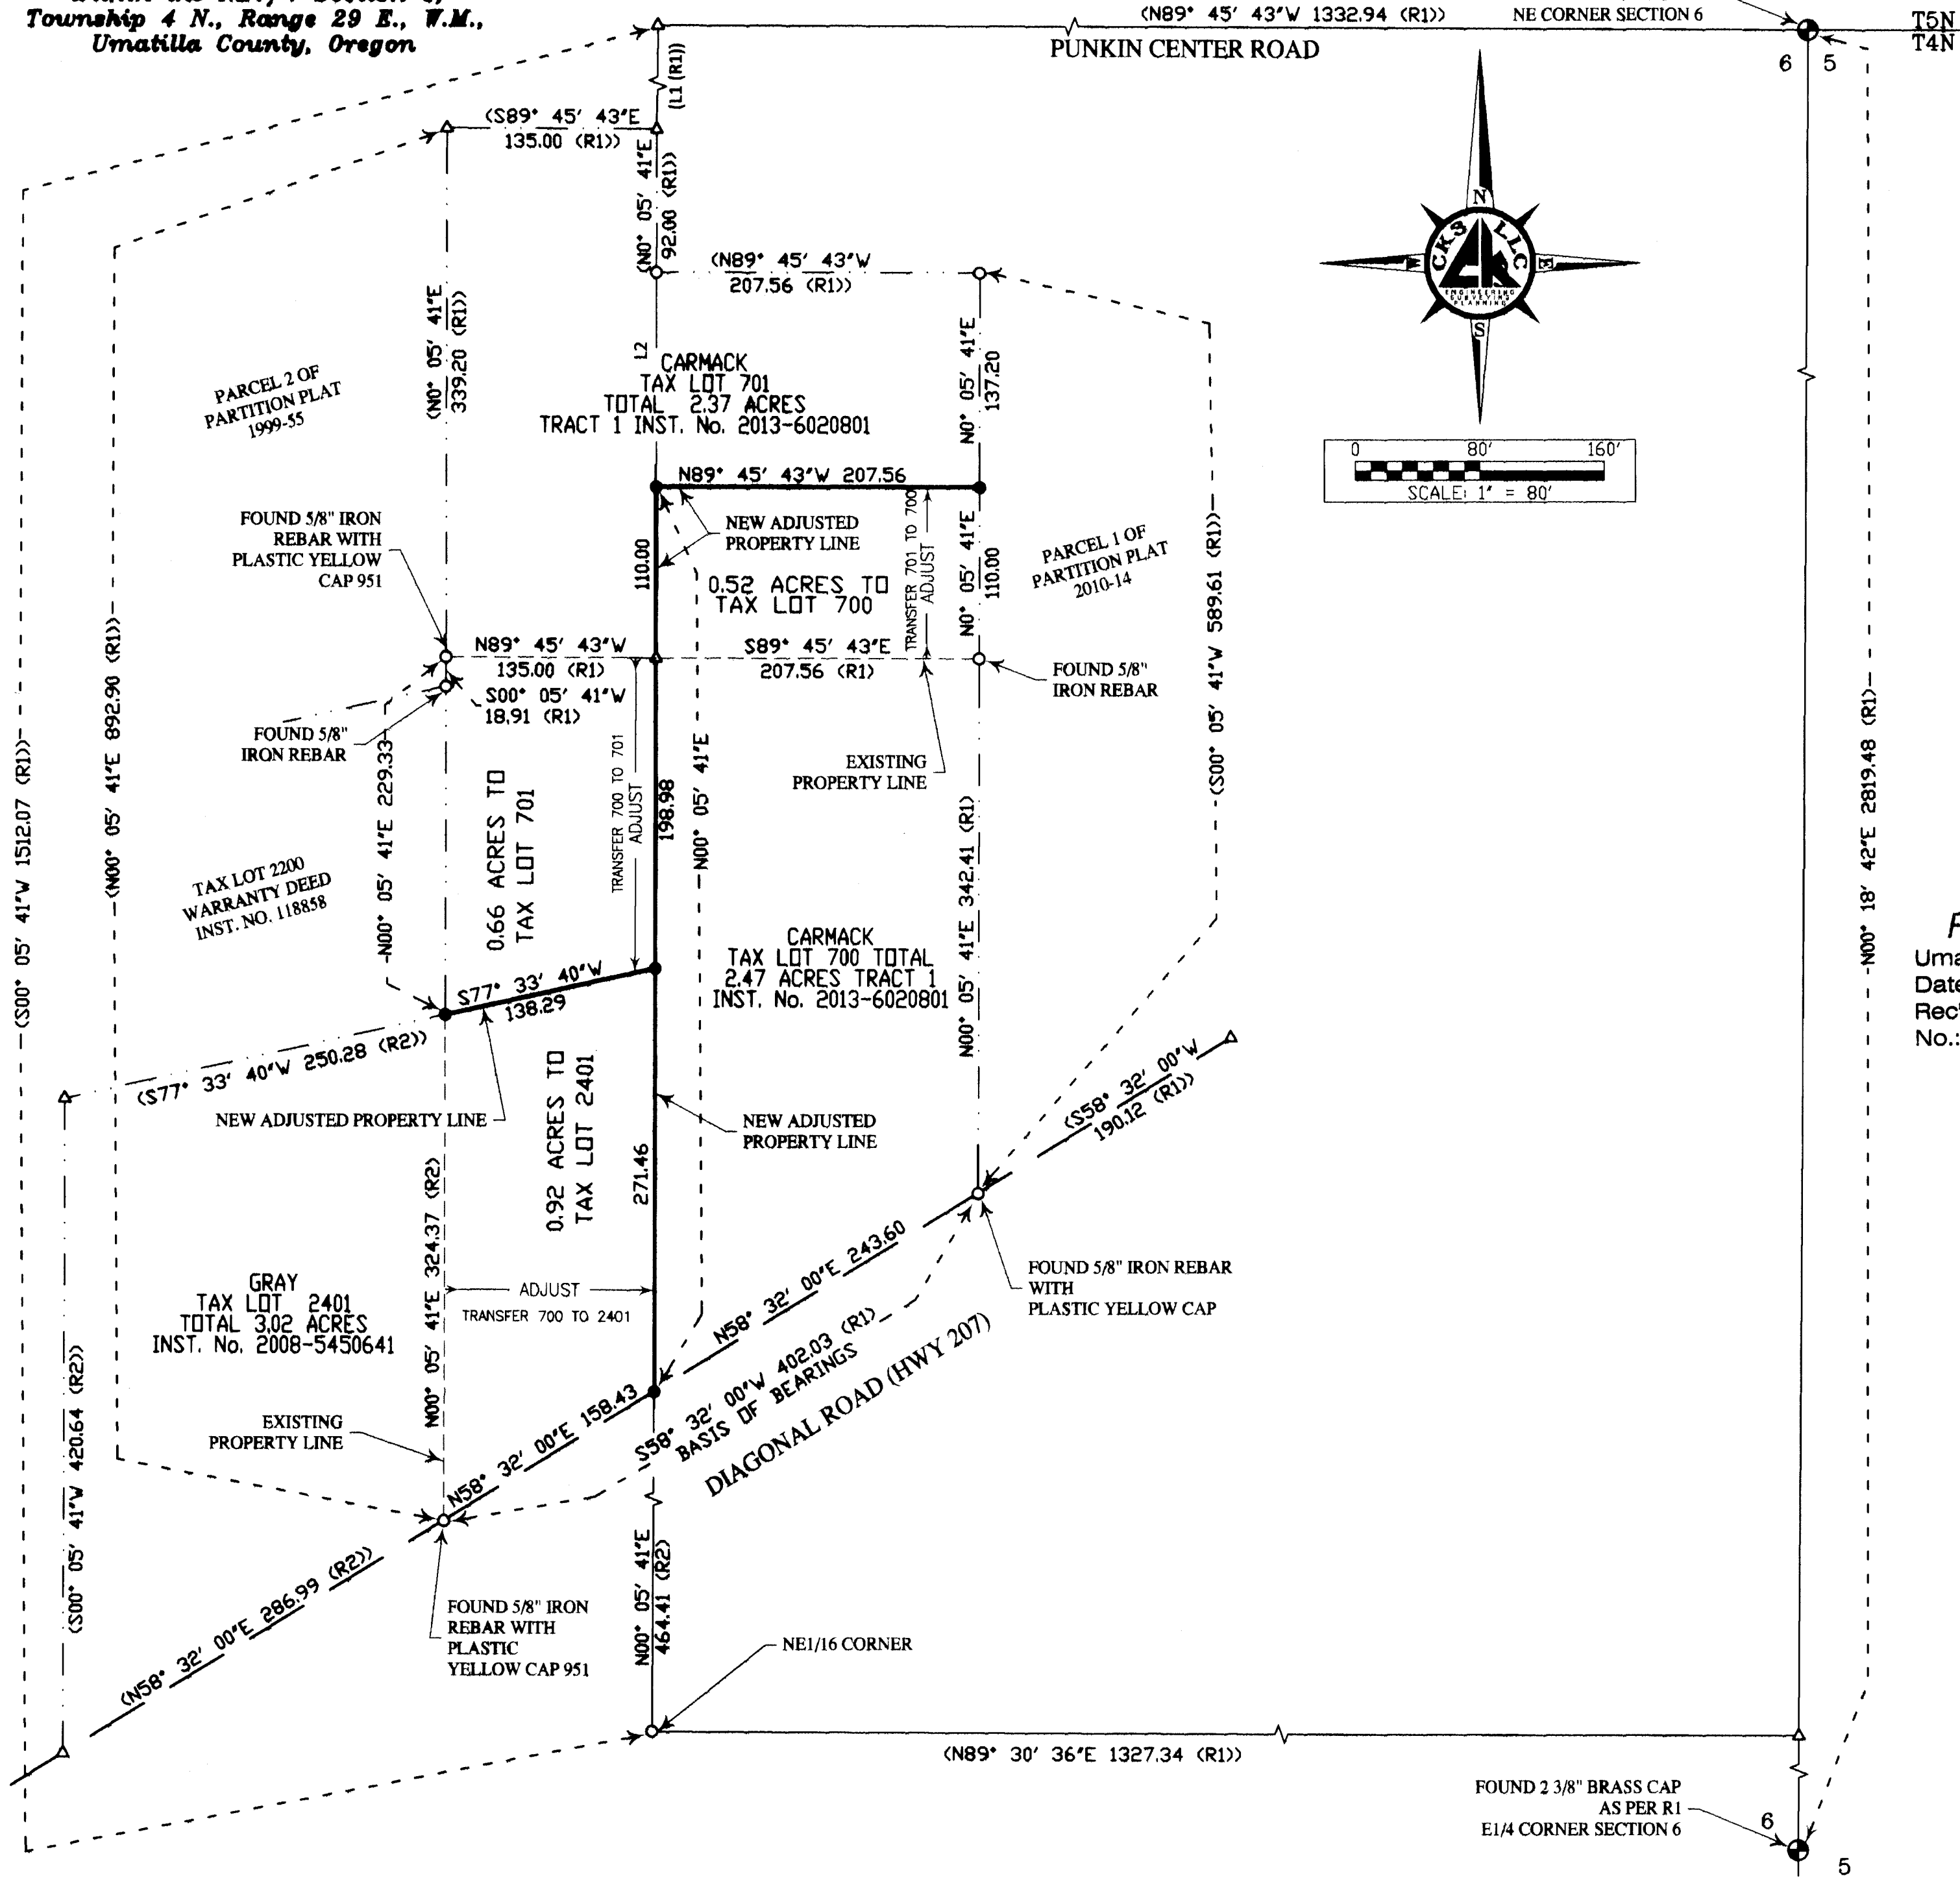 Township 4 N., Range 29 E., W.M.,
Umatilla County, Oregon
(N89° 45' 43"W 1332.94 (R1))
NE CORNER SECTION 6
T5N
T4N
PUNKIN CENTER ROAD
6
5
(L1 (R1))
(S89° 45' 43"E
135.00 (R1))
(N0° 05' 41"E
92.00 (R1))
(N89° 45' 43"W
207.56 (R1))
N
W
E
S
CKS LLC
ENGINEERING
SURVEYING
PLANNING
(N0° 05' 41"E
339.20 (R1))
L2
CARMACK
TAX LOT 701
TOTAL 2.37 ACRES
TRACT 1 INST. No. 2013-6020801
N0° 05' 41"E
137.20
PARCEL 2 OF
PARTITION PLAT
1999-55
0 80' 160'
SCALE: 1" = 80'
N89° 45' 43"W 207.56
FOUND 5/8" IRON
REBAR WITH
PLASTIC YELLOW
CAP 951
NEW ADJUSTED
PROPERTY LINE
110.00
0.52 ACRES TO
TAX LOT 700
TRANSFER 701 TO 700
ADJUST
N0° 05' 41"E
110.00
PARCEL 1 OF
PARTITION PLAT
2010-14
(S00° 05' 41"W 589.61 (R1))
N89° 45' 43"W
135.00 (R1)
S89° 45' 43"E
207.56 (R1)
FOUND 5/8"
IRON REBAR
S00° 05' 41"W
18.91 (R1)
FOUND 5/8"
IRON REBAR
(S00° 05' 41"W 1512.07 (R1))
(N00° 05' 41"E 892.90 (R1))
N00° 05' 41"E 229.33
0.66 ACRES TO
TAX LOT 701
TRANSFER 700 TO 701
ADJUST
198.98
N00° 05' 41"E
EXISTING
PROPERTY LINE
N00° 05' 41"E 342.41 (R1)
N00° 18' 42"E 2819.48 (R1)
TAX LOT 2200
WARRANTY DEED
INST. NO. 118858
CARMACK
TAX LOT 700 TOTAL
2.47 ACRES TRACT 1
INST. No. 2013-6020801
Uma
Date
Rec'
No.:
S77° 33' 40"W
138.29
(S77° 33' 40"W 250.28 (R2))
NEW ADJUSTED PROPERTY LINE
0.92 ACRES TO
TAX LOT 2401
NEW ADJUSTED
PROPERTY LINE
271.46
(S58° 32' 00"W
190.12 (R1))
N00° 05' 41"E 324.37 (R2)
GRAY
TAX LOT 2401
TOTAL 3.02 ACRES
INST. No. 2008-5450641
ADJUST
TRANSFER 700 TO 2401
N58° 32' 00"E 243.60
FOUND 5/8" IRON REBAR
WITH
PLASTIC YELLOW CAP
S58° 32' 00"W 402.03 (R1)
BASIS OF BEARINGS
DIAGONAL ROAD (HWY 207)
(S00° 05' 41"W 420.64 (R2))
EXISTING
PROPERTY LINE
N58° 32' 00"E 158.43
(N58° 32' 00"E 286.99 (R2))
FOUND 5/8" IRON
REBAR WITH
PLASTIC
YELLOW CAP 951
N00° 05' 41"E
464.41 (R2)
NE1/16 CORNER
(N89° 30' 36"E 1327.34 (R1))
FOUND 2 3/8" BRASS CAP
AS PER R1
E1/4 CORNER SECTION 6
6
5